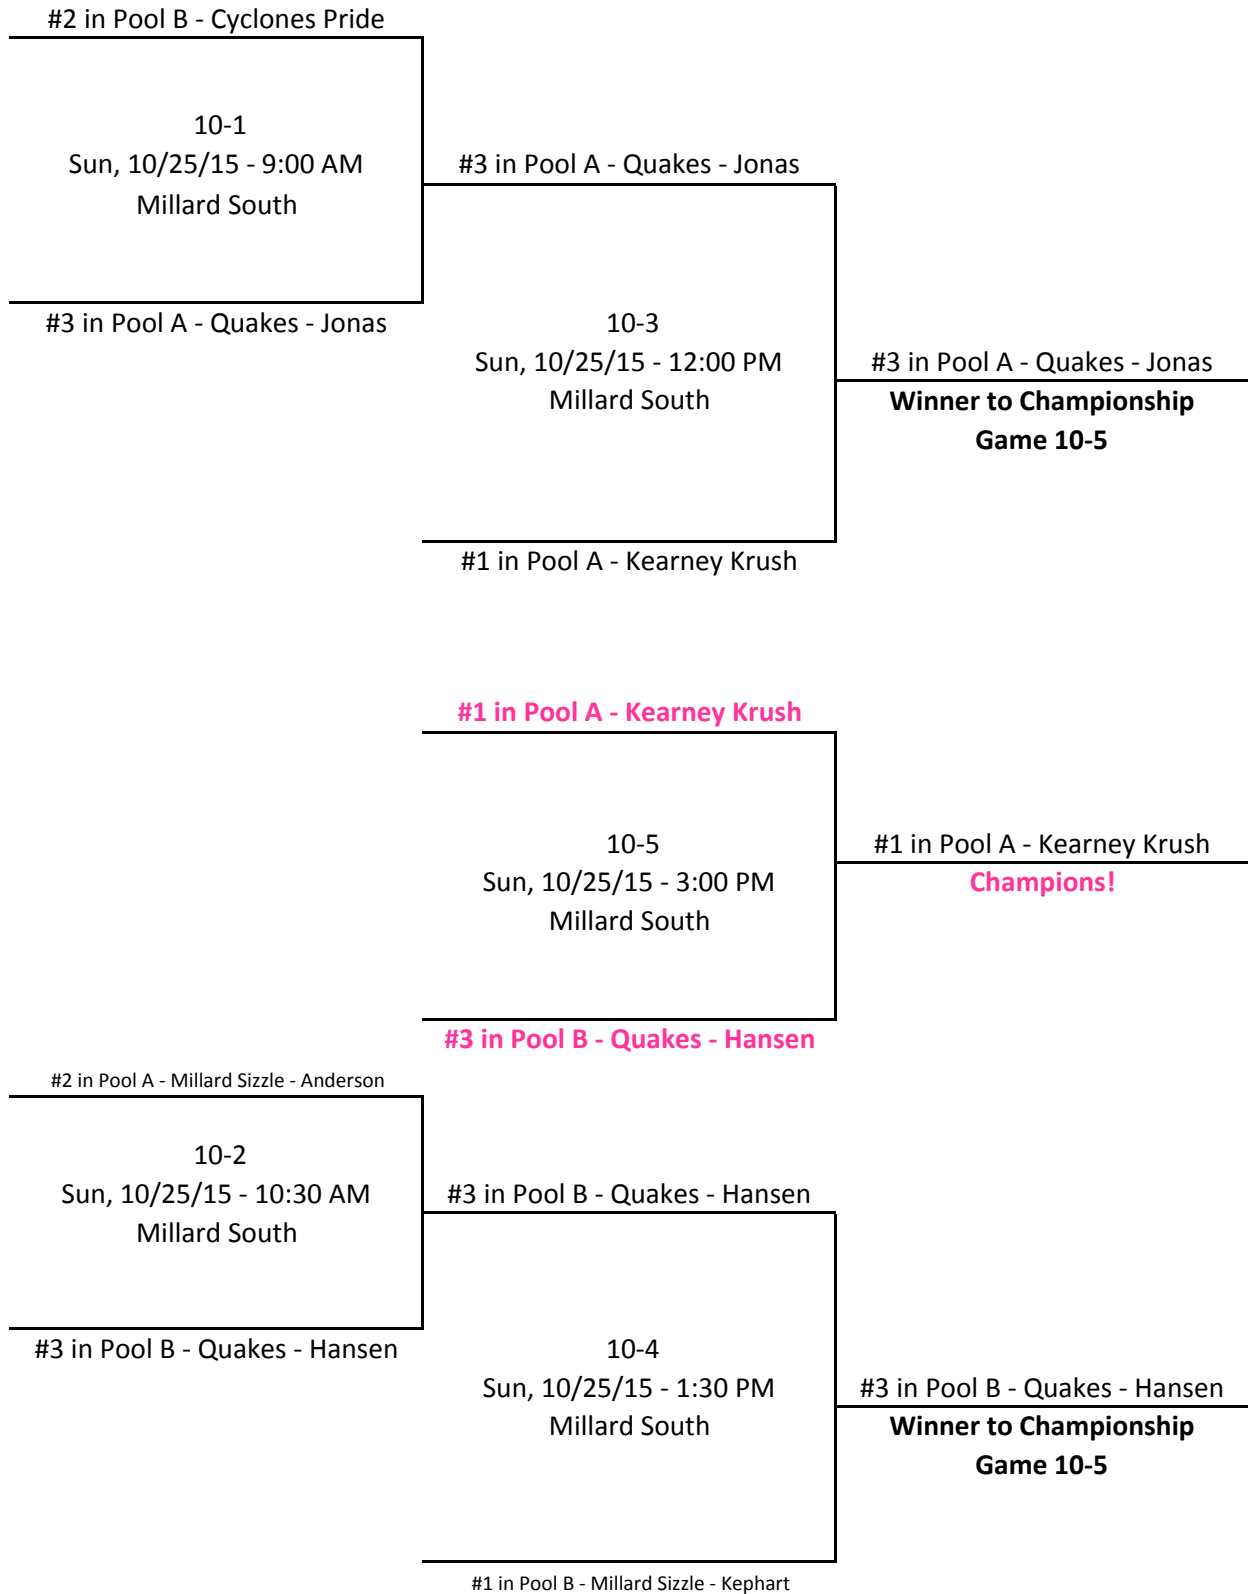 #2 in Pool B - Cyclones Pride
10-1
Sun, 10/25/15 - 9:00 AM
Millard South
#3 in Pool A - Quakes - Jonas
#3 in Pool A - Quakes - Jonas
10-3
Sun, 10/25/15 - 12:00 PM
Millard South
#3 in Pool A - Quakes - Jonas
Winner to Championship
Game 10-5
#1 in Pool A - Kearney Krush
#1 in Pool A - Kearney Krush
10-5
Sun, 10/25/15 - 3:00 PM
Millard South
#1 in Pool A - Kearney Krush
Champions!
#3 in Pool B - Quakes - Hansen
#2 in Pool A - Millard Sizzle - Anderson
10-2
Sun, 10/25/15 - 10:30 AM
Millard South
#3 in Pool B - Quakes - Hansen
#3 in Pool B - Quakes - Hansen
10-4
Sun, 10/25/15 - 1:30 PM
Millard South
#3 in Pool B - Quakes - Hansen
Winner to Championship
Game 10-5
#1 in Pool B - Millard Sizzle - Kephart